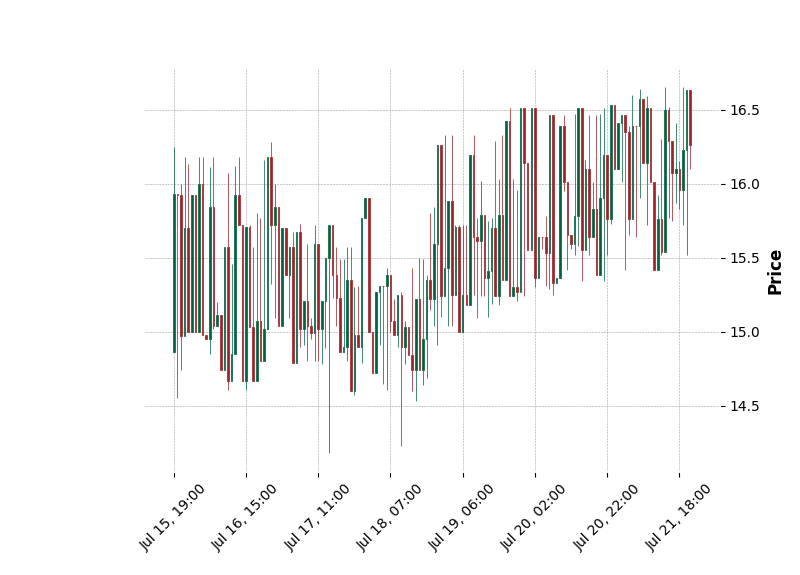 16.5
16.0
15.5
15.0
14.5
Price
Jul 15, 19:00
Jul 16, 15:00
Jul 17, 11:00
Jul 18, 07:00
Jul 19, 06:00
Jul 20, 02:00
Jul 20, 22:00
Jul 21, 18:00